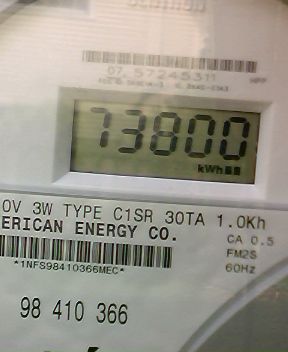 07 57245311
73800
kWh
0V 3W TYPE C1SR 30TA 1.0Kh
ERICAN ENERGY CO.
CA 0.5
*1NFS98410366MEC*
FM2S
60Hz
98 410 366